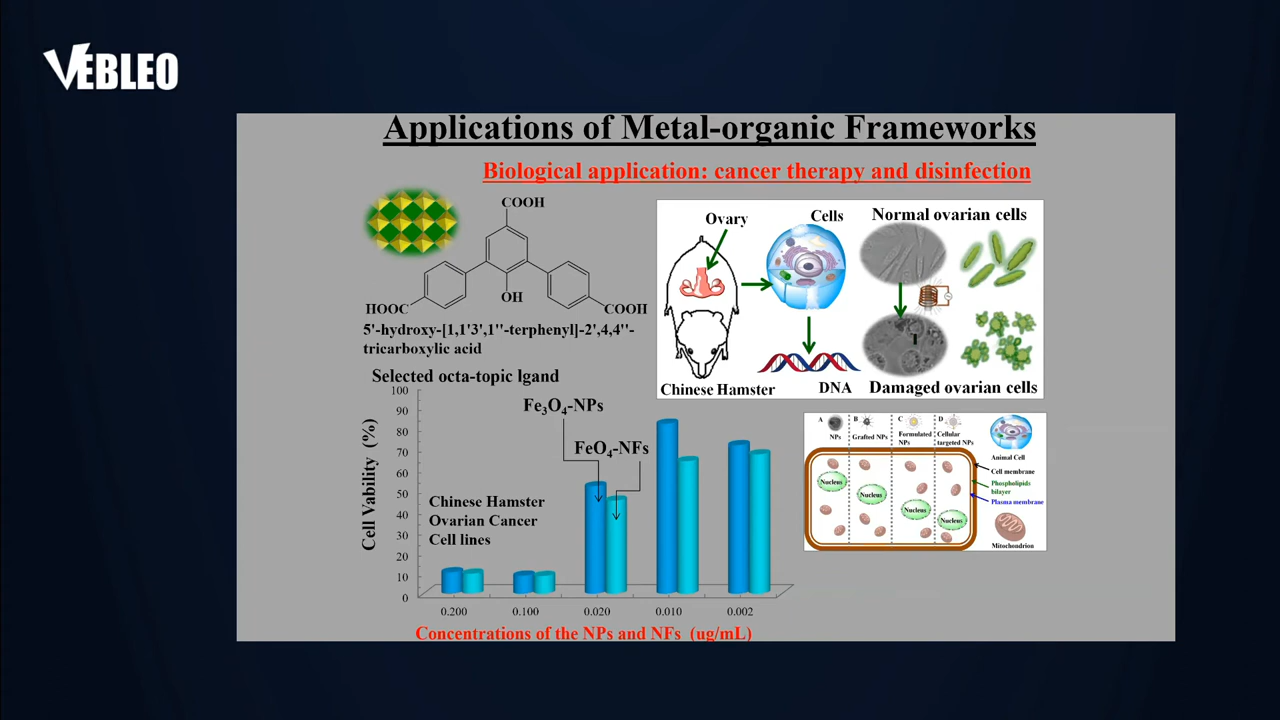 VEBLEO
Applications of Metal-organic Frameworks
Biological application: cancer therapy and disinfection
COOH
OH
HOOC
COOH
5'-hydroxy-[1,1'3',1''-terphenyl]-2',4,4''-
tricarboxylic acid
Selected octa-topic lgand
Ovary
Cells
Normal ovarian cells
Chinese Hamster
DNA
Damaged ovarian cells
Cell Vability (%)
100
90
80
70
60
50
40
30
20
10
0
Fe3O4-NPs
FeO4-NFs
Chinese Hamster
Ovarian Cancer
Cell lines
0.200
0.100
0.020
0.010
0.002
Concentrations of the NPs and NFs (ug/mL)
A
B
C
D
NPs
Grafted NPs
Formulated
NPs
Cellular
targeted NPs
Nucleus
Nucleus
Nucleus
Nucleus
Animal Cell
Cell membrane
Phospholipids
bilayer
Plasma membrane
Mitochondrion